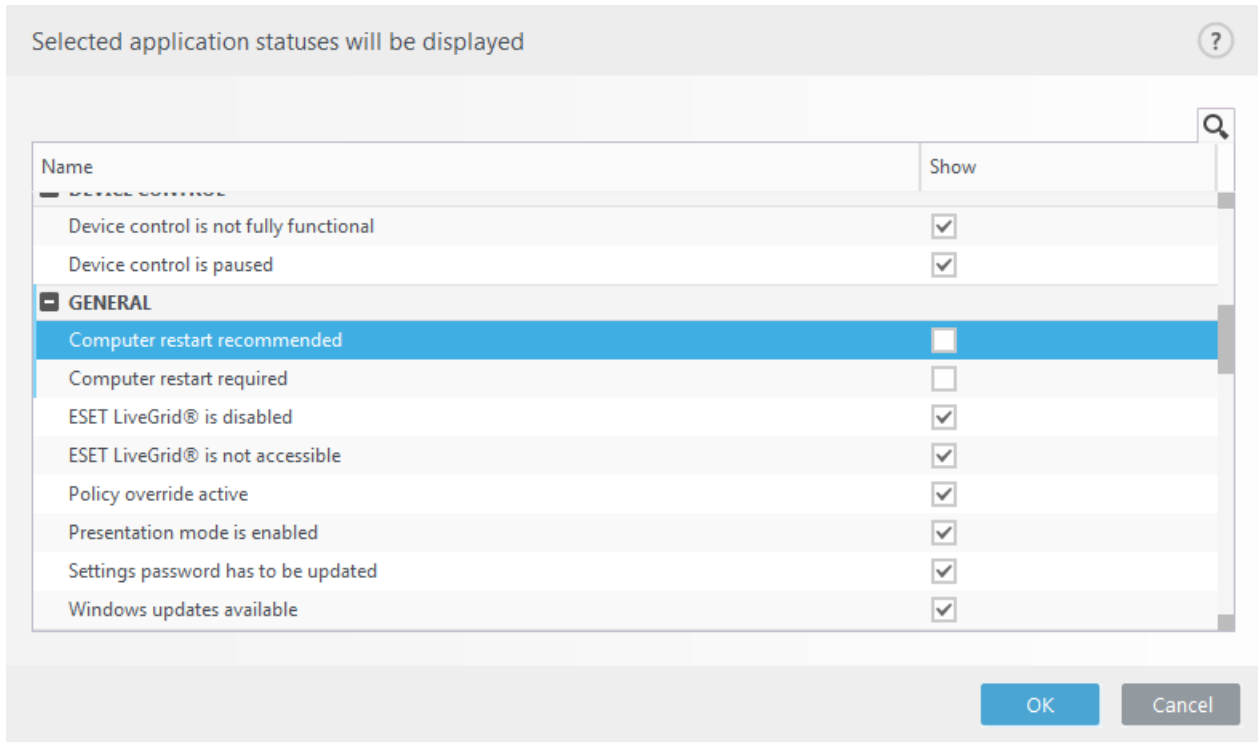 Selected application statuses will be displayed
?
Name Show
DEVICE CONTROL
Device control is not fully functional
Device control is paused
GENERAL
Computer restart recommended
Computer restart required
ESET LiveGrid® is disabled
ESET LiveGrid® is not accessible
Policy override active
Presentation mode is enabled
Settings password has to be updated
Windows updates available
OK Cancel